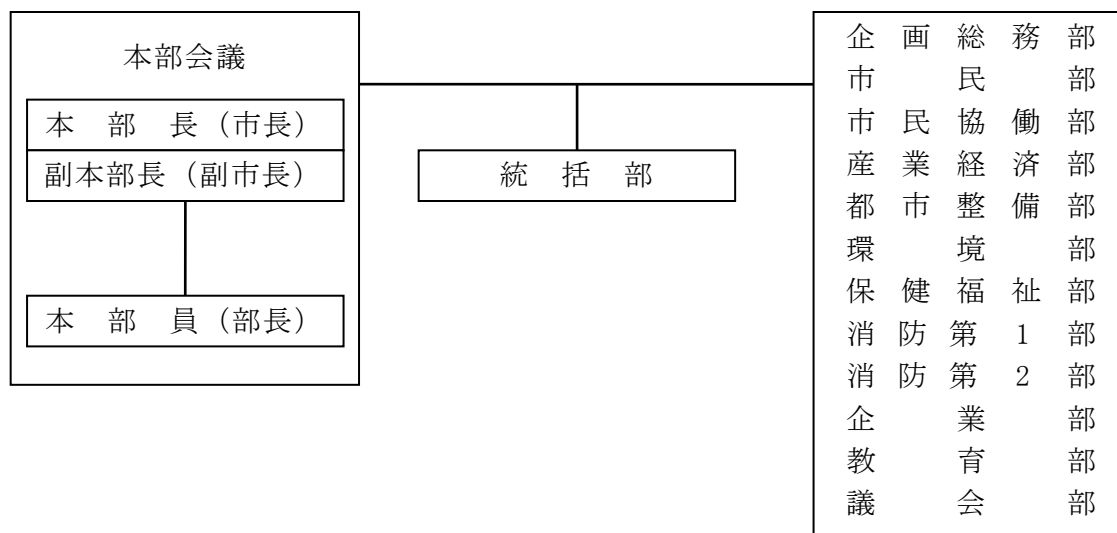 本部会議
本部長（市長）
副本部長（副市長）
本部員（部長）
統括部
企画総務部
市民部
市民協働部
産業経済部
都市整備部
環境部
保健福祉部
消防第1部
消防第2部
企業部
教育部
議会部